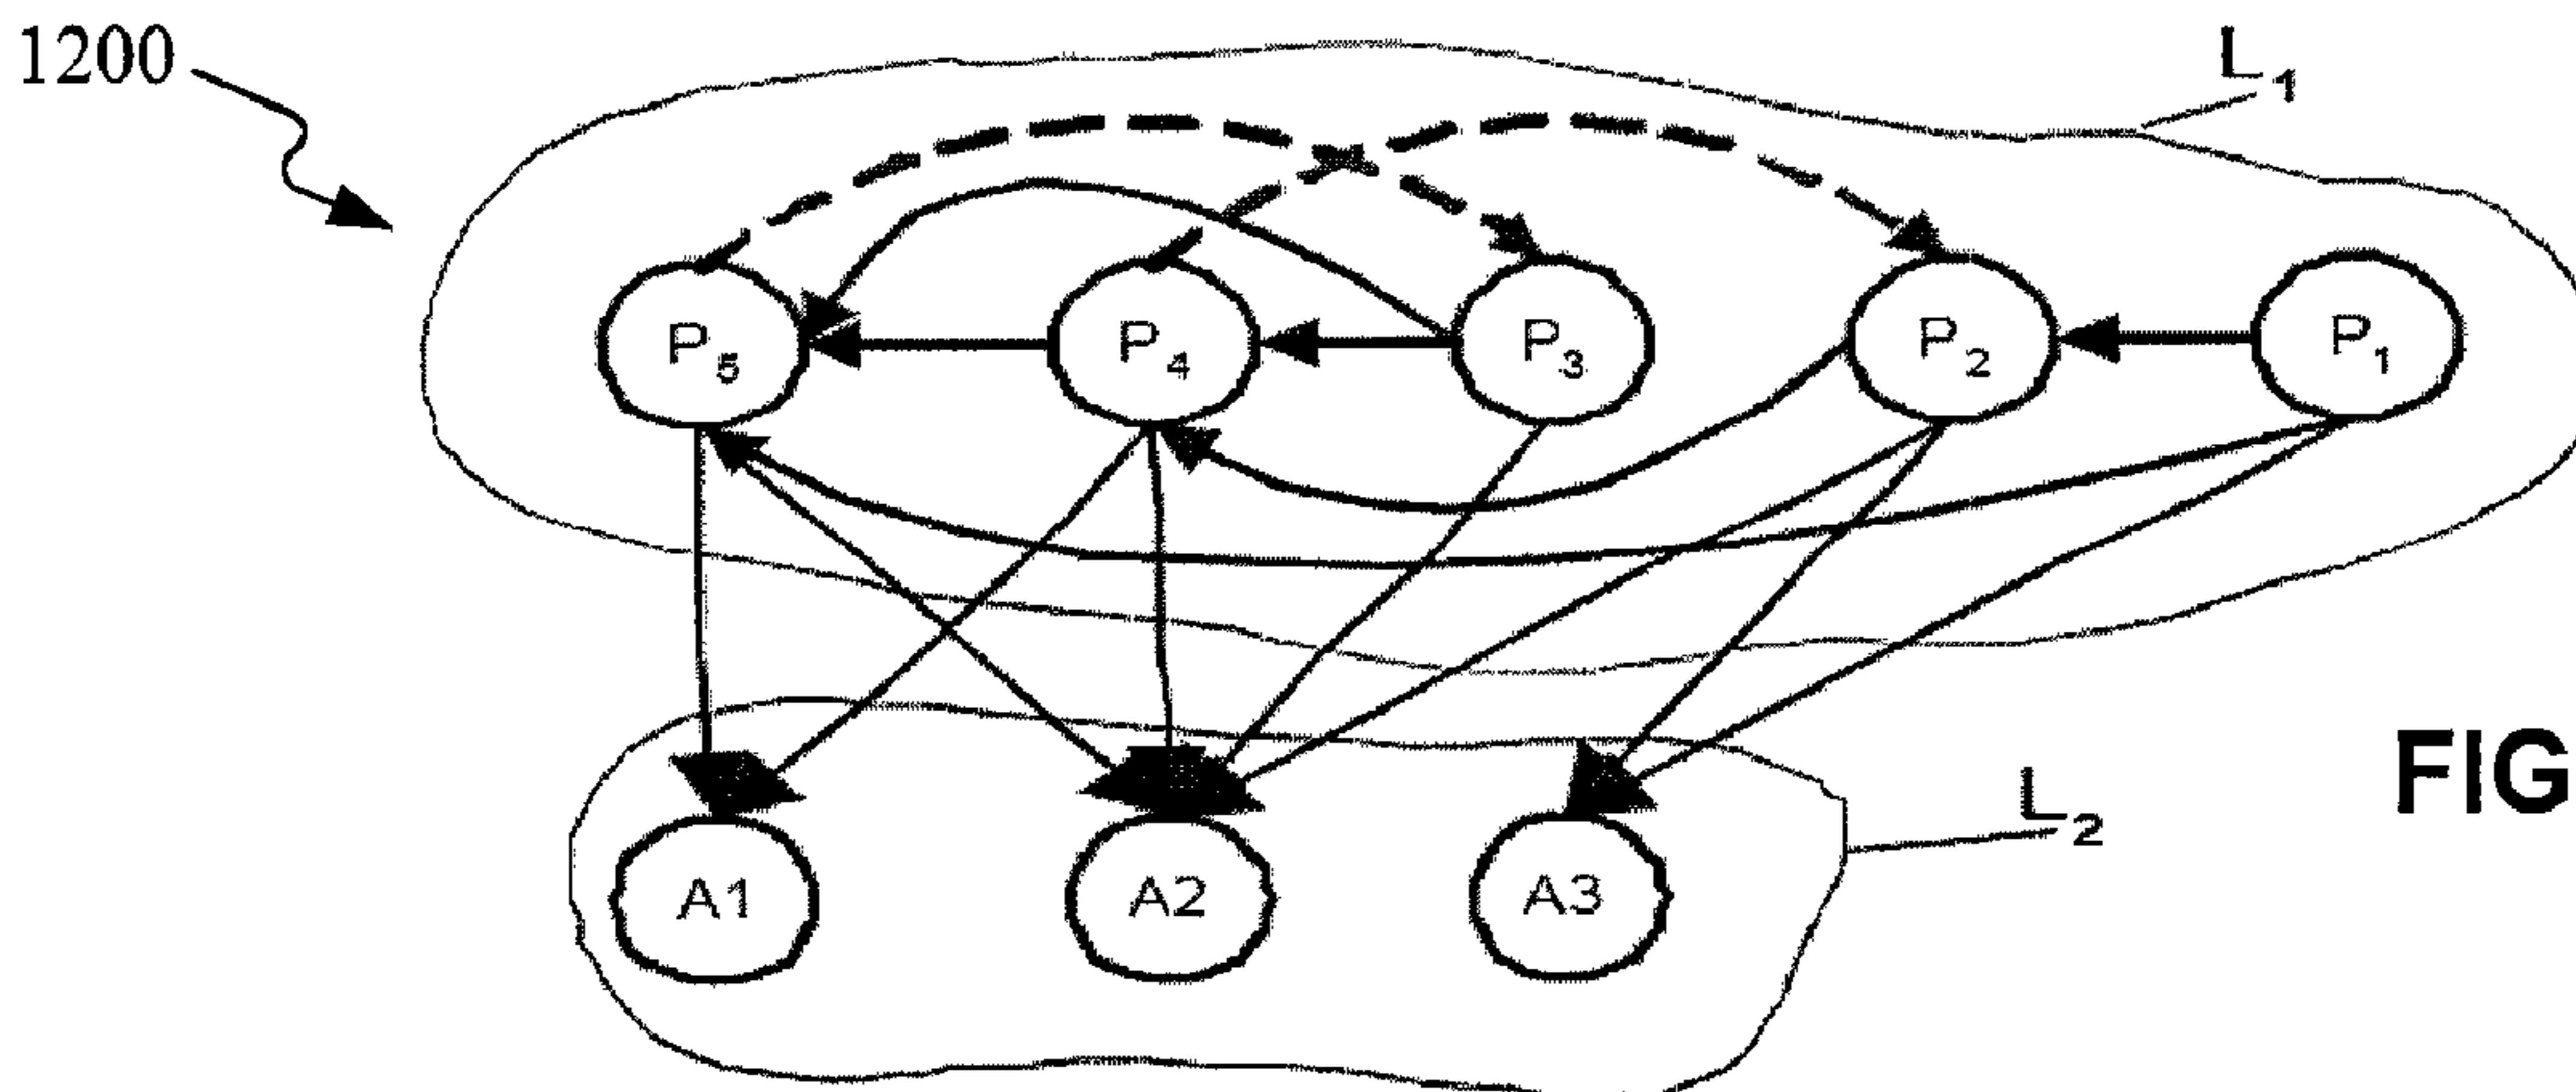 1200
L₁
P₅ P₄ P₃ P₂ P₁
FIG
L₂
A1 A2 A3